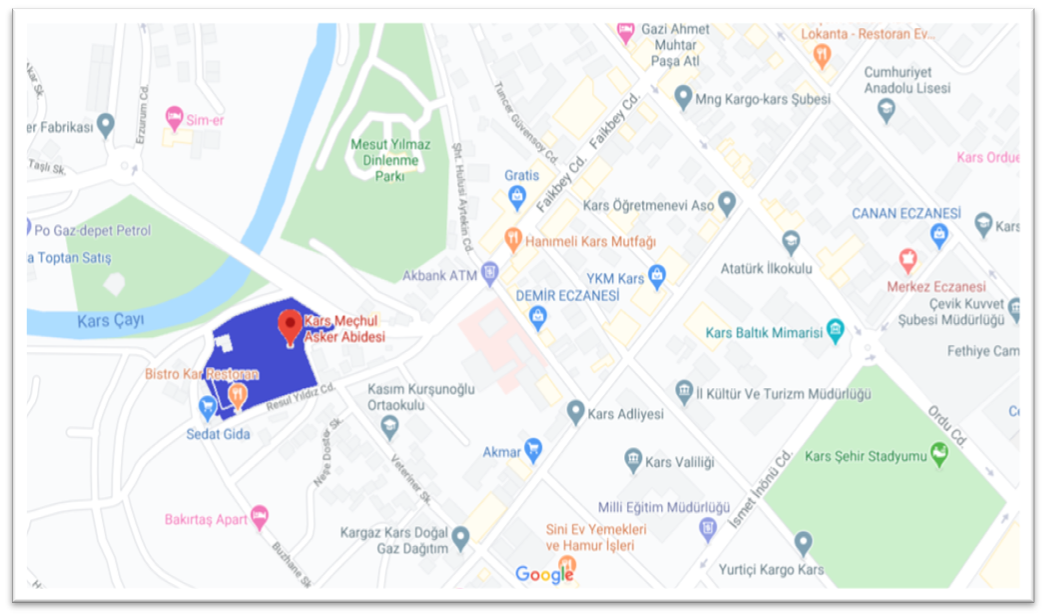 Gazi Ahmet
Muhtar
Paşa Atl
Lokanta - Restoran Ev...
Cumhuriyet
Anadolu Lisesi
Mng Kargo-kars Şubesi
Erzurum Cd.
Sim-er
er Fabrikası
Taşlı Sk.
Tuncer Güvensoy Cd.
Faikbey Cd.
Faikbey Cd.
Mesut Yılmaz
Dinlenme
Parkı
Şht. Hulusi Aytekin Cd.
Kars Ordue
Gratis
Kars Öğretmenevi Aso
CANAN ECZANESİ
Kars
Po Gaz-depet Petrol
a Toptan Satış
Hanımeli Kars Mutfağı
Atatürk İlkokulu
Akbank ATM
YKM Kars
DEMİR ECZANESİ
Merkez Eczanesi
Çevik Kuvvet
Şubesi Müdürlüğü
Kars Çayı
Kars Meçhul
Asker Abidesi
Kars Baltık Mimarisi
Fethiye Cam
Bistro Kar Restoran
Resul Yıldız Cd.
Kasım Kurşunoğlu
Ortaokulu
İl Kültür Ve Turizm Müdürlüğü
Kars Adliyesi
Ordu Cd.
Sedat Gida
Neşe Doster Sk.
Akmar
Kars Valiliği
Kars Şehir Stadyumu
Veteriner Sk.
İsmet İnönü Cd.
Milli Eğitim Müdürlüğü
Bakırtaş Apart
Kargaz Kars Doğal
Gaz Dağıtım
Sini Ev Yemekleri
ve Hamur İşleri
Buzhane Sk.
Google
Yurtiçi Kargo Kars